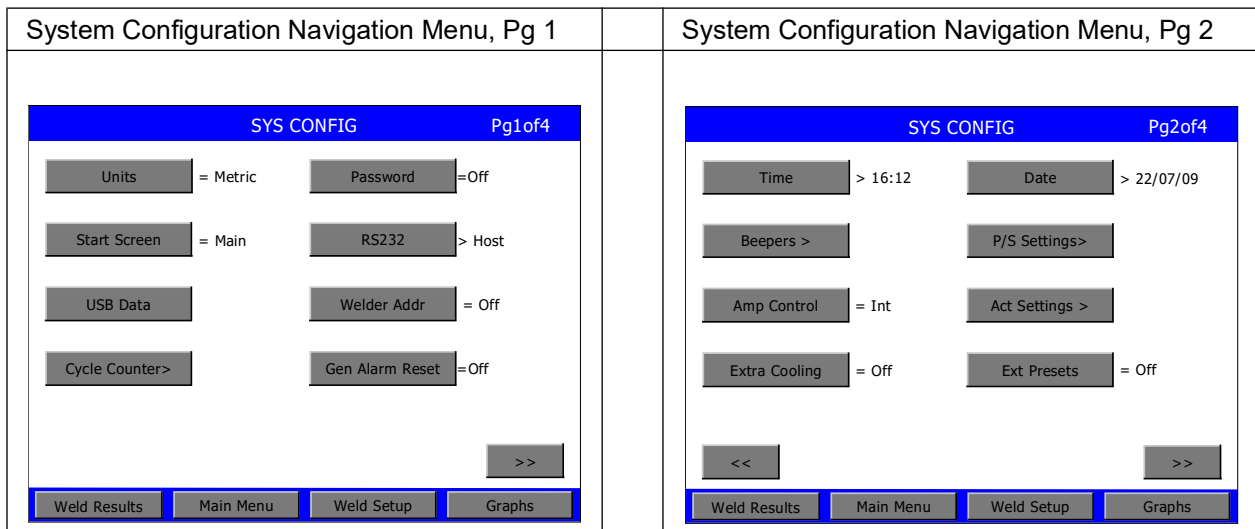 System Configuration Navigation Menu, Pg 1
SYS CONFIG Pg1of4
Units = Metric Password =Off
Start Screen = Main RS232 > Host
USB Data Welder Addr = Off
Cycle Counter> Gen Alarm Reset =Off
>>
Weld Results Main Menu Weld Setup Graphs
System Configuration Navigation Menu, Pg 2
SYS CONFIG Pg2of4
Time > 16:12 Date > 22/07/09
Beepers > P/S Settings>
Amp Control = Int Act Settings >
Extra Cooling = Off Ext Presets = Off
<< >>
Weld Results Main Menu Weld Setup Graphs